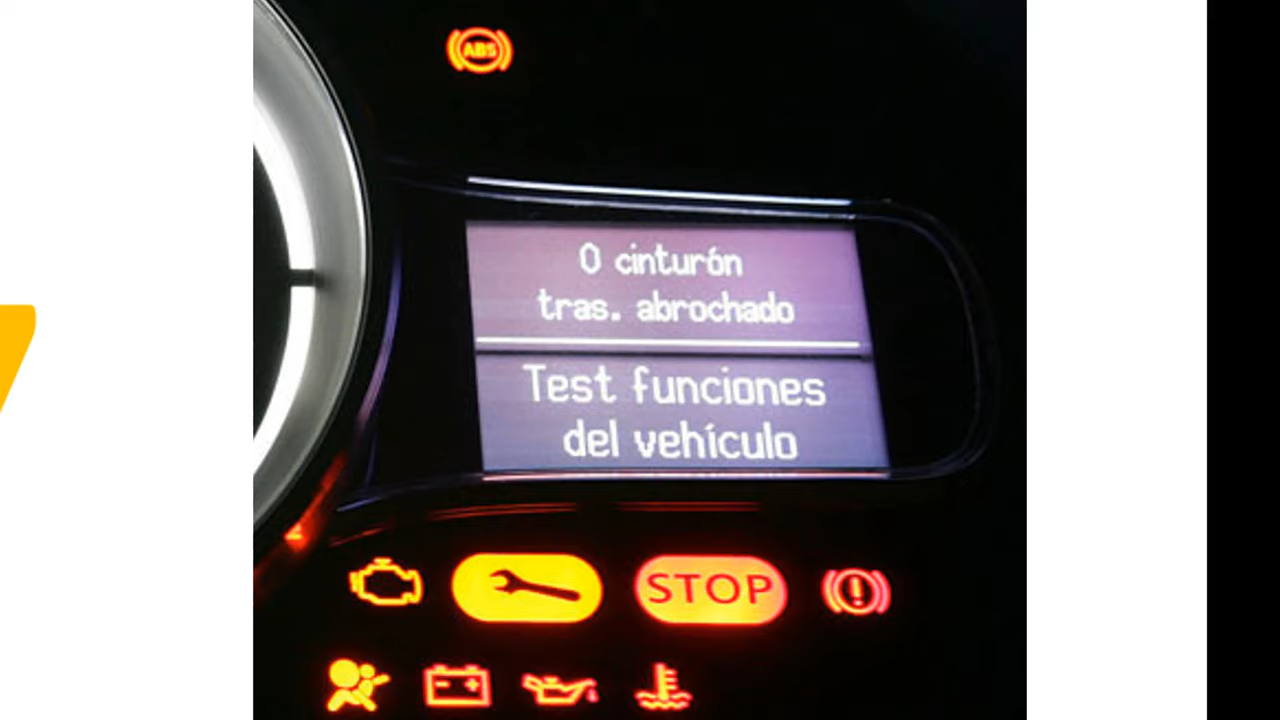 ABS
0 cinturón
tras. abrochado
Test funciones
del vehículo
STOP